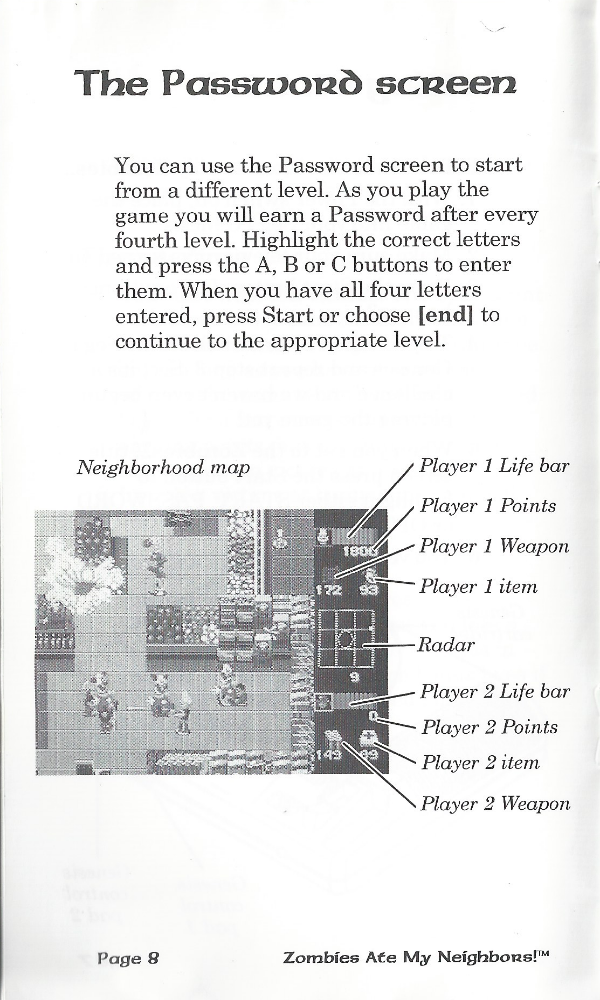 The Password screen
You can use the Password screen to start
from a different level. As you play the
game you will earn a Password after every
fourth level. Highlight the correct letters
and press the A, B or C buttons to enter
them. When you have all four letters
entered, press Start or choose [end] to
continue to the appropriate level.
Neighborhood map
Player 1 Life bar
Player 1 Points
Player 1 Weapon
Player 1 item
Radar
Player 2 Life bar
Player 2 Points
Player 2 item
Player 2 Weapon
1800
172 93
9
0
149 99
Page 8
Zombies Ate My Neighbors!™